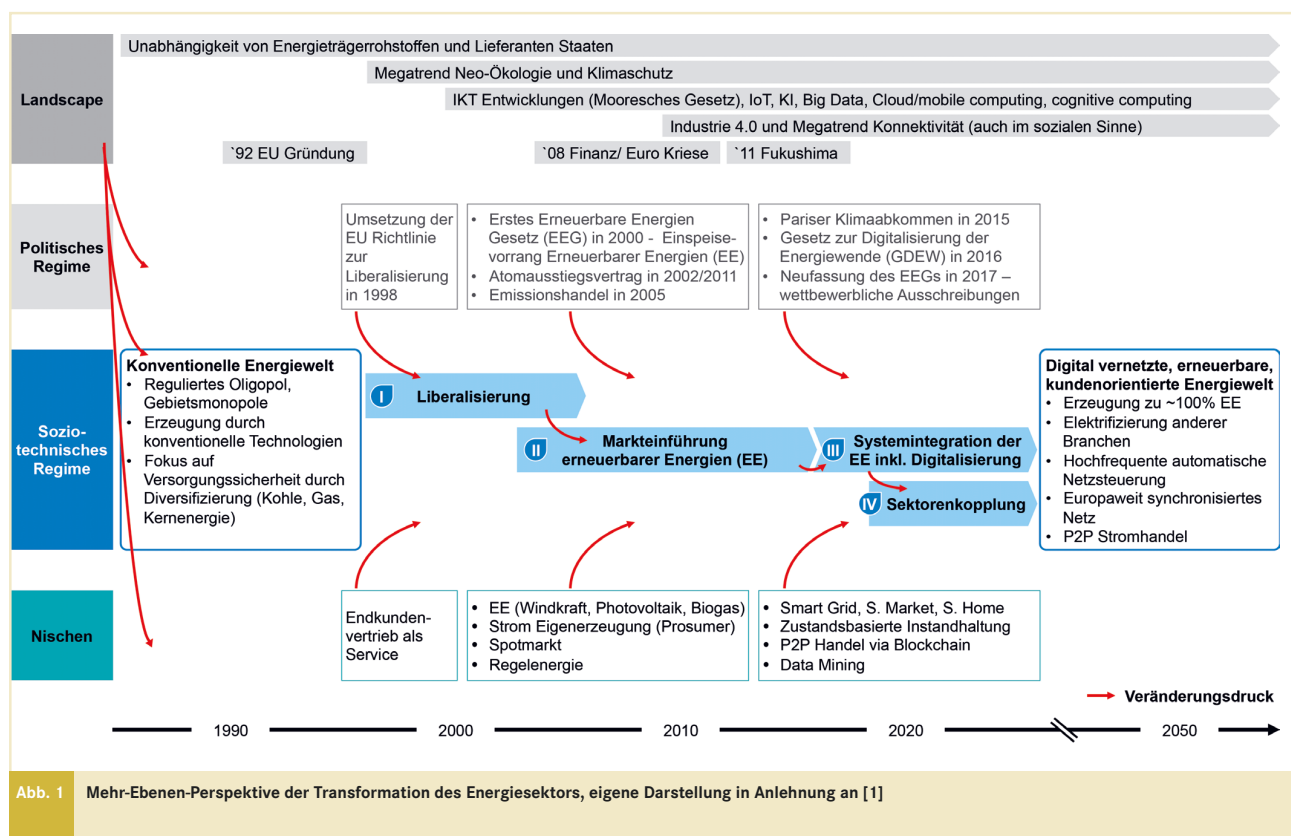 Landscape
Unabhängigkeit von Energieträgerrohstoffen und Lieferanten Staaten
Megatrend Neo-Ökologie und Klimaschutz
IKT Entwicklungen (Mooresches Gesetz), IoT, KI, Big Data, Cloud/mobile computing, cognitive computing
Industrie 4.0 und Megatrend Konnektivität (auch im sozialen Sinne)
`92 EU Gründung
`08 Finanz/ Euro Kriese
`11 Fukushima
Politisches
Regime
Umsetzung der
EU Richtlinie
zur
Liberalisierung
in 1998
• Erstes Erneuerbare Energien
Gesetz (EEG) in 2000 - Einspeise-
vorrang Erneuerbarer Energien (EE)
• Atomausstiegsvertrag in 2002/2011
• Emissionshandel in 2005
• Pariser Klimaabkommen in 2015
• Gesetz zur Digitalisierung der
Energiewende (GDEW) in 2016
• Neufassung des EEGs in 2017 –
wettbewerbliche Ausschreibungen
Sozio-
technisches
Regime
Konventionelle Energiewelt
• Reguliertes Oligopol,
Gebietsmonopole
• Erzeugung durch
konventionelle Technologien
• Fokus auf
Versorgungssicherheit durch
Diversifizierung (Kohle, Gas,
Kernenergie)
I Liberalisierung
II Markteinführung
erneuerbarer Energien (EE)
III Systemintegration der
EE inkl. Digitalisierung
IV Sektorenkopplung
Digital vernetzte, erneuerbare,
kundenorientierte Energiewelt
• Erzeugung zu ~100% EE
• Elektrifizierung anderer
Branchen
• Hochfrequente automatische
Netzsteuerung
• Europaweit synchronisiertes
Netz
• P2P Stromhandel
Nischen
Endkunden-
vertrieb als
Service
• EE (Windkraft, Photovoltaik, Biogas)
• Strom Eigenerzeugung (Prosumer)
• Spotmarkt
• Regelenergie
• Smart Grid, S. Market, S. Home
• Zustandsbasierte Instandhaltung
• P2P Handel via Blockchain
• Data Mining
Veränderungsdruck
1990 2000 2010 2020 2050
Abb. 1 Mehr-Ebenen-Perspektive der Transformation des Energiesektors, eigene Darstellung in Anlehnung an [1]